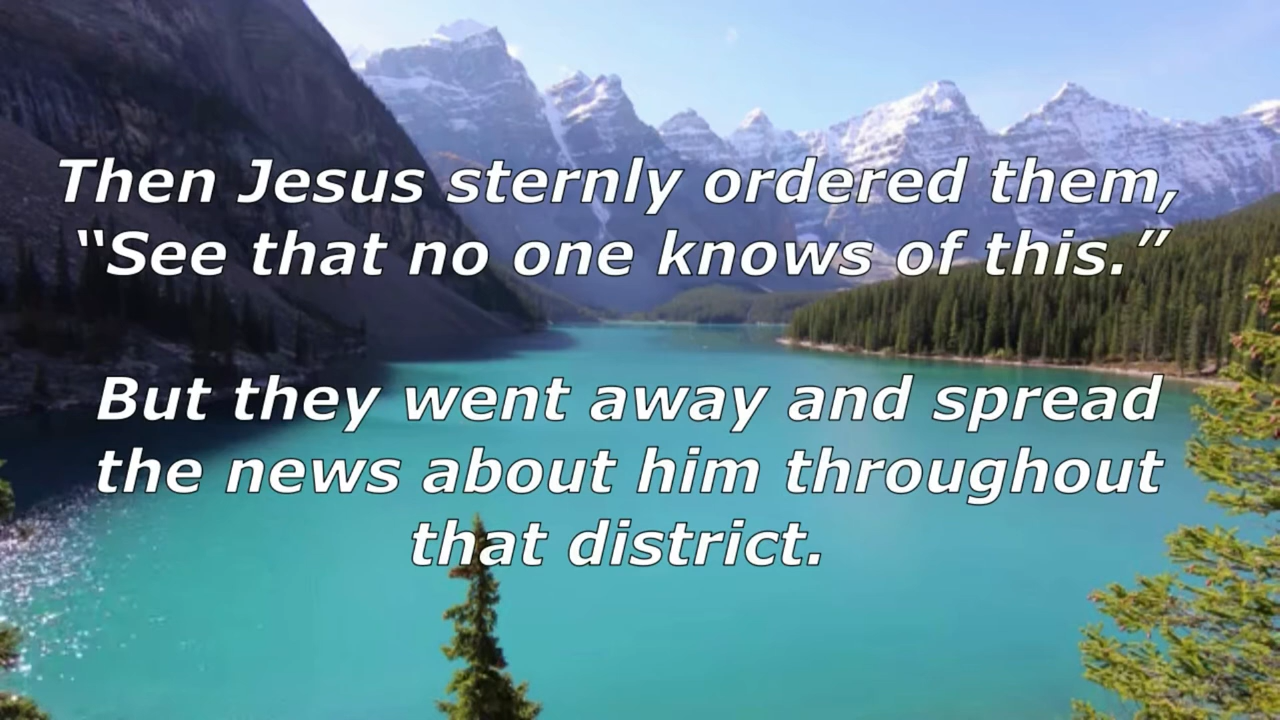 Then Jesus sternly ordered them,
“See that no one knows of this.”
But they went away and spread
the news about him throughout
that district.